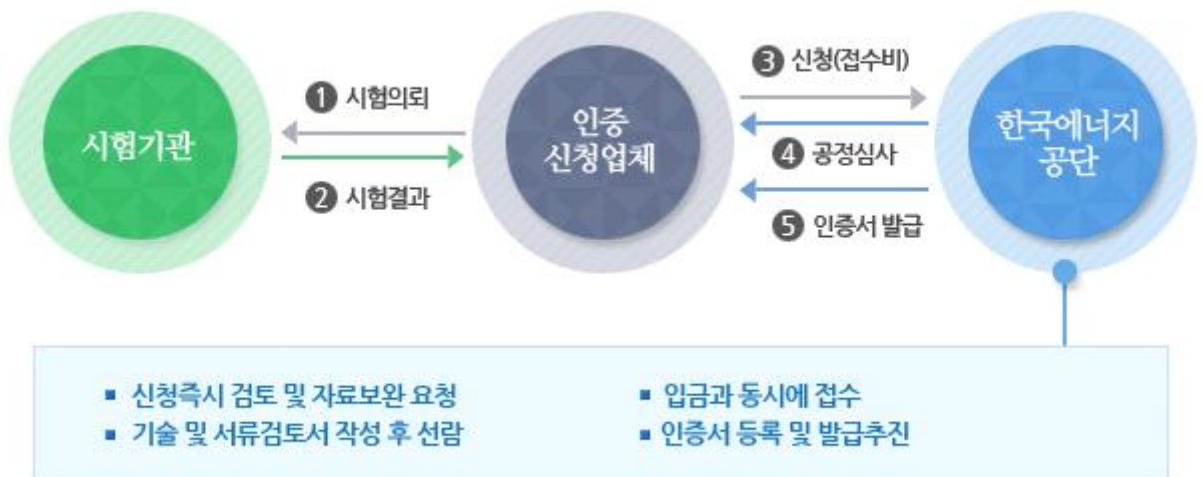 시험기관
❶ 시험의뢰
❷ 시험결과
인증
신청업체
❸ 신청(접수비)
❹ 공정심사
❺ 인증서 발급
한국에너지
공단
▪ 신청즉시 검토 및 자료보완 요청
▪ 기술 및 서류검토서 작성 후 선람
▪ 입금과 동시에 접수
▪ 인증서 등록 및 발급추진